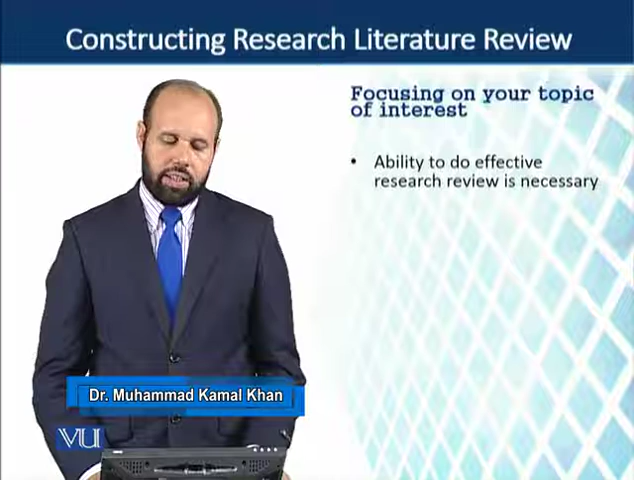 Constructing Research Literature Review
Focusing on your topic
of interest
• Ability to do effective
research review is necessary
Dr. Muhammad Kamal Khan
VU